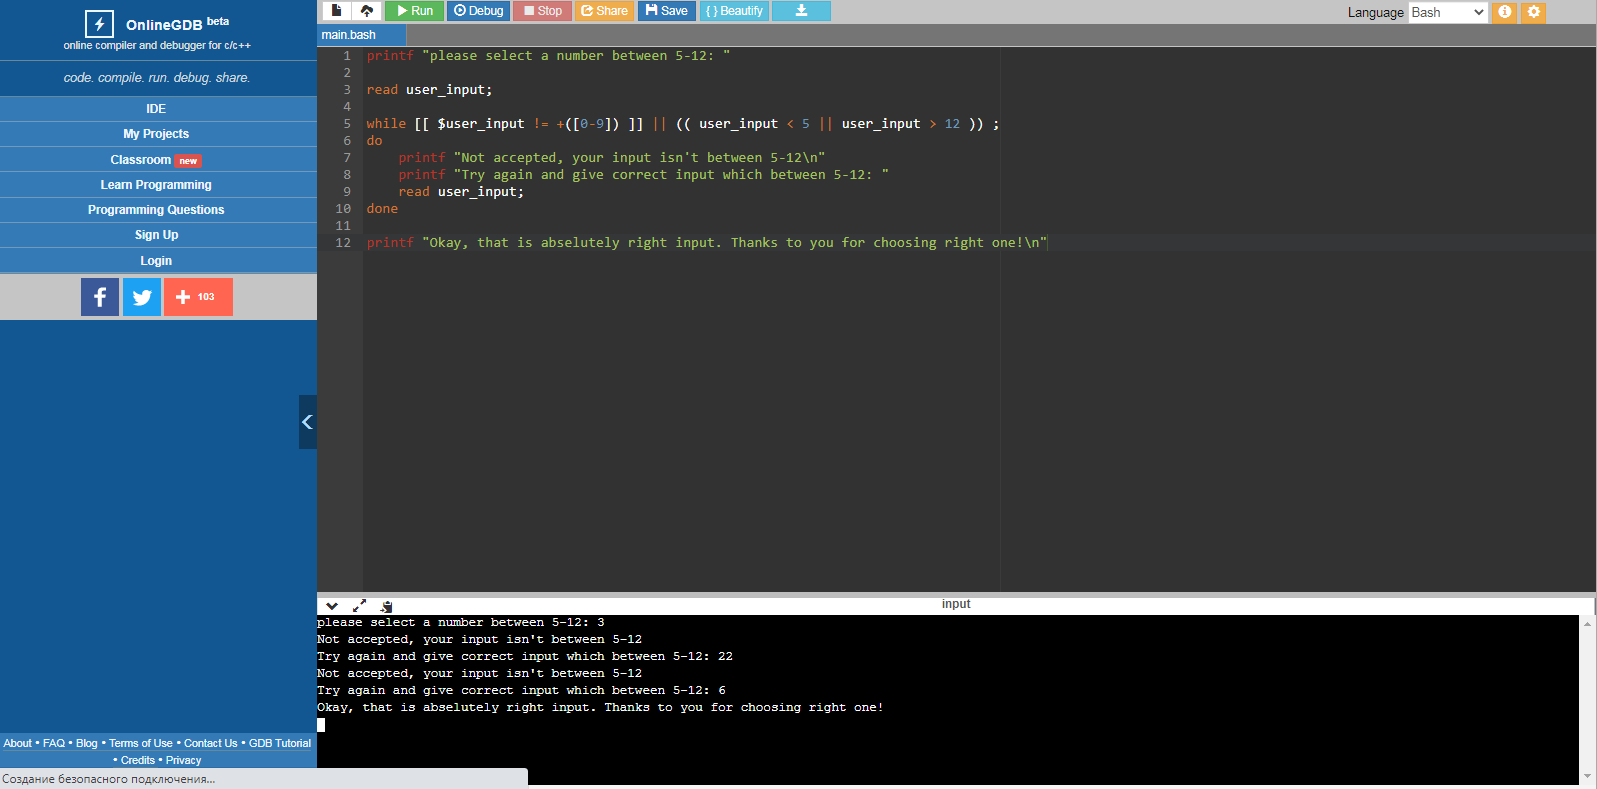 OnlineGDB beta
online compiler and debugger for c/c++
code. compile. run. debug. share.
IDE
My Projects
Classroom new
Learn Programming
Programming Questions
Sign Up
Login
103
About • FAQ • Blog • Terms of Use • Contact Us • GDB Tutorial
• Credits • Privacy
Создание безопасного подключения...
Run Debug Stop Share Save { } Beautify
Language Bash
main.bash
1 printf "please select a number between 5-12: "
2
3 read user_input;
4
5 while [[ $user_input != +([0-9]) ]] || (( user_input < 5 || user_input > 12 )) ;
6 do
7 printf "Not accepted, your input isn't between 5-12\n"
8 printf "Try again and give correct input which between 5-12: "
9 read user_input;
10 done
11
12 printf "Okay, that is abselutely right input. Thanks to you for choosing right one!\n"
input
please select a number between 5-12: 3
Not accepted, your input isn't between 5-12
Try again and give correct input which between 5-12: 22
Not accepted, your input isn't between 5-12
Try again and give correct input which between 5-12: 6
Okay, that is abselutely right input. Thanks to you for choosing right one!